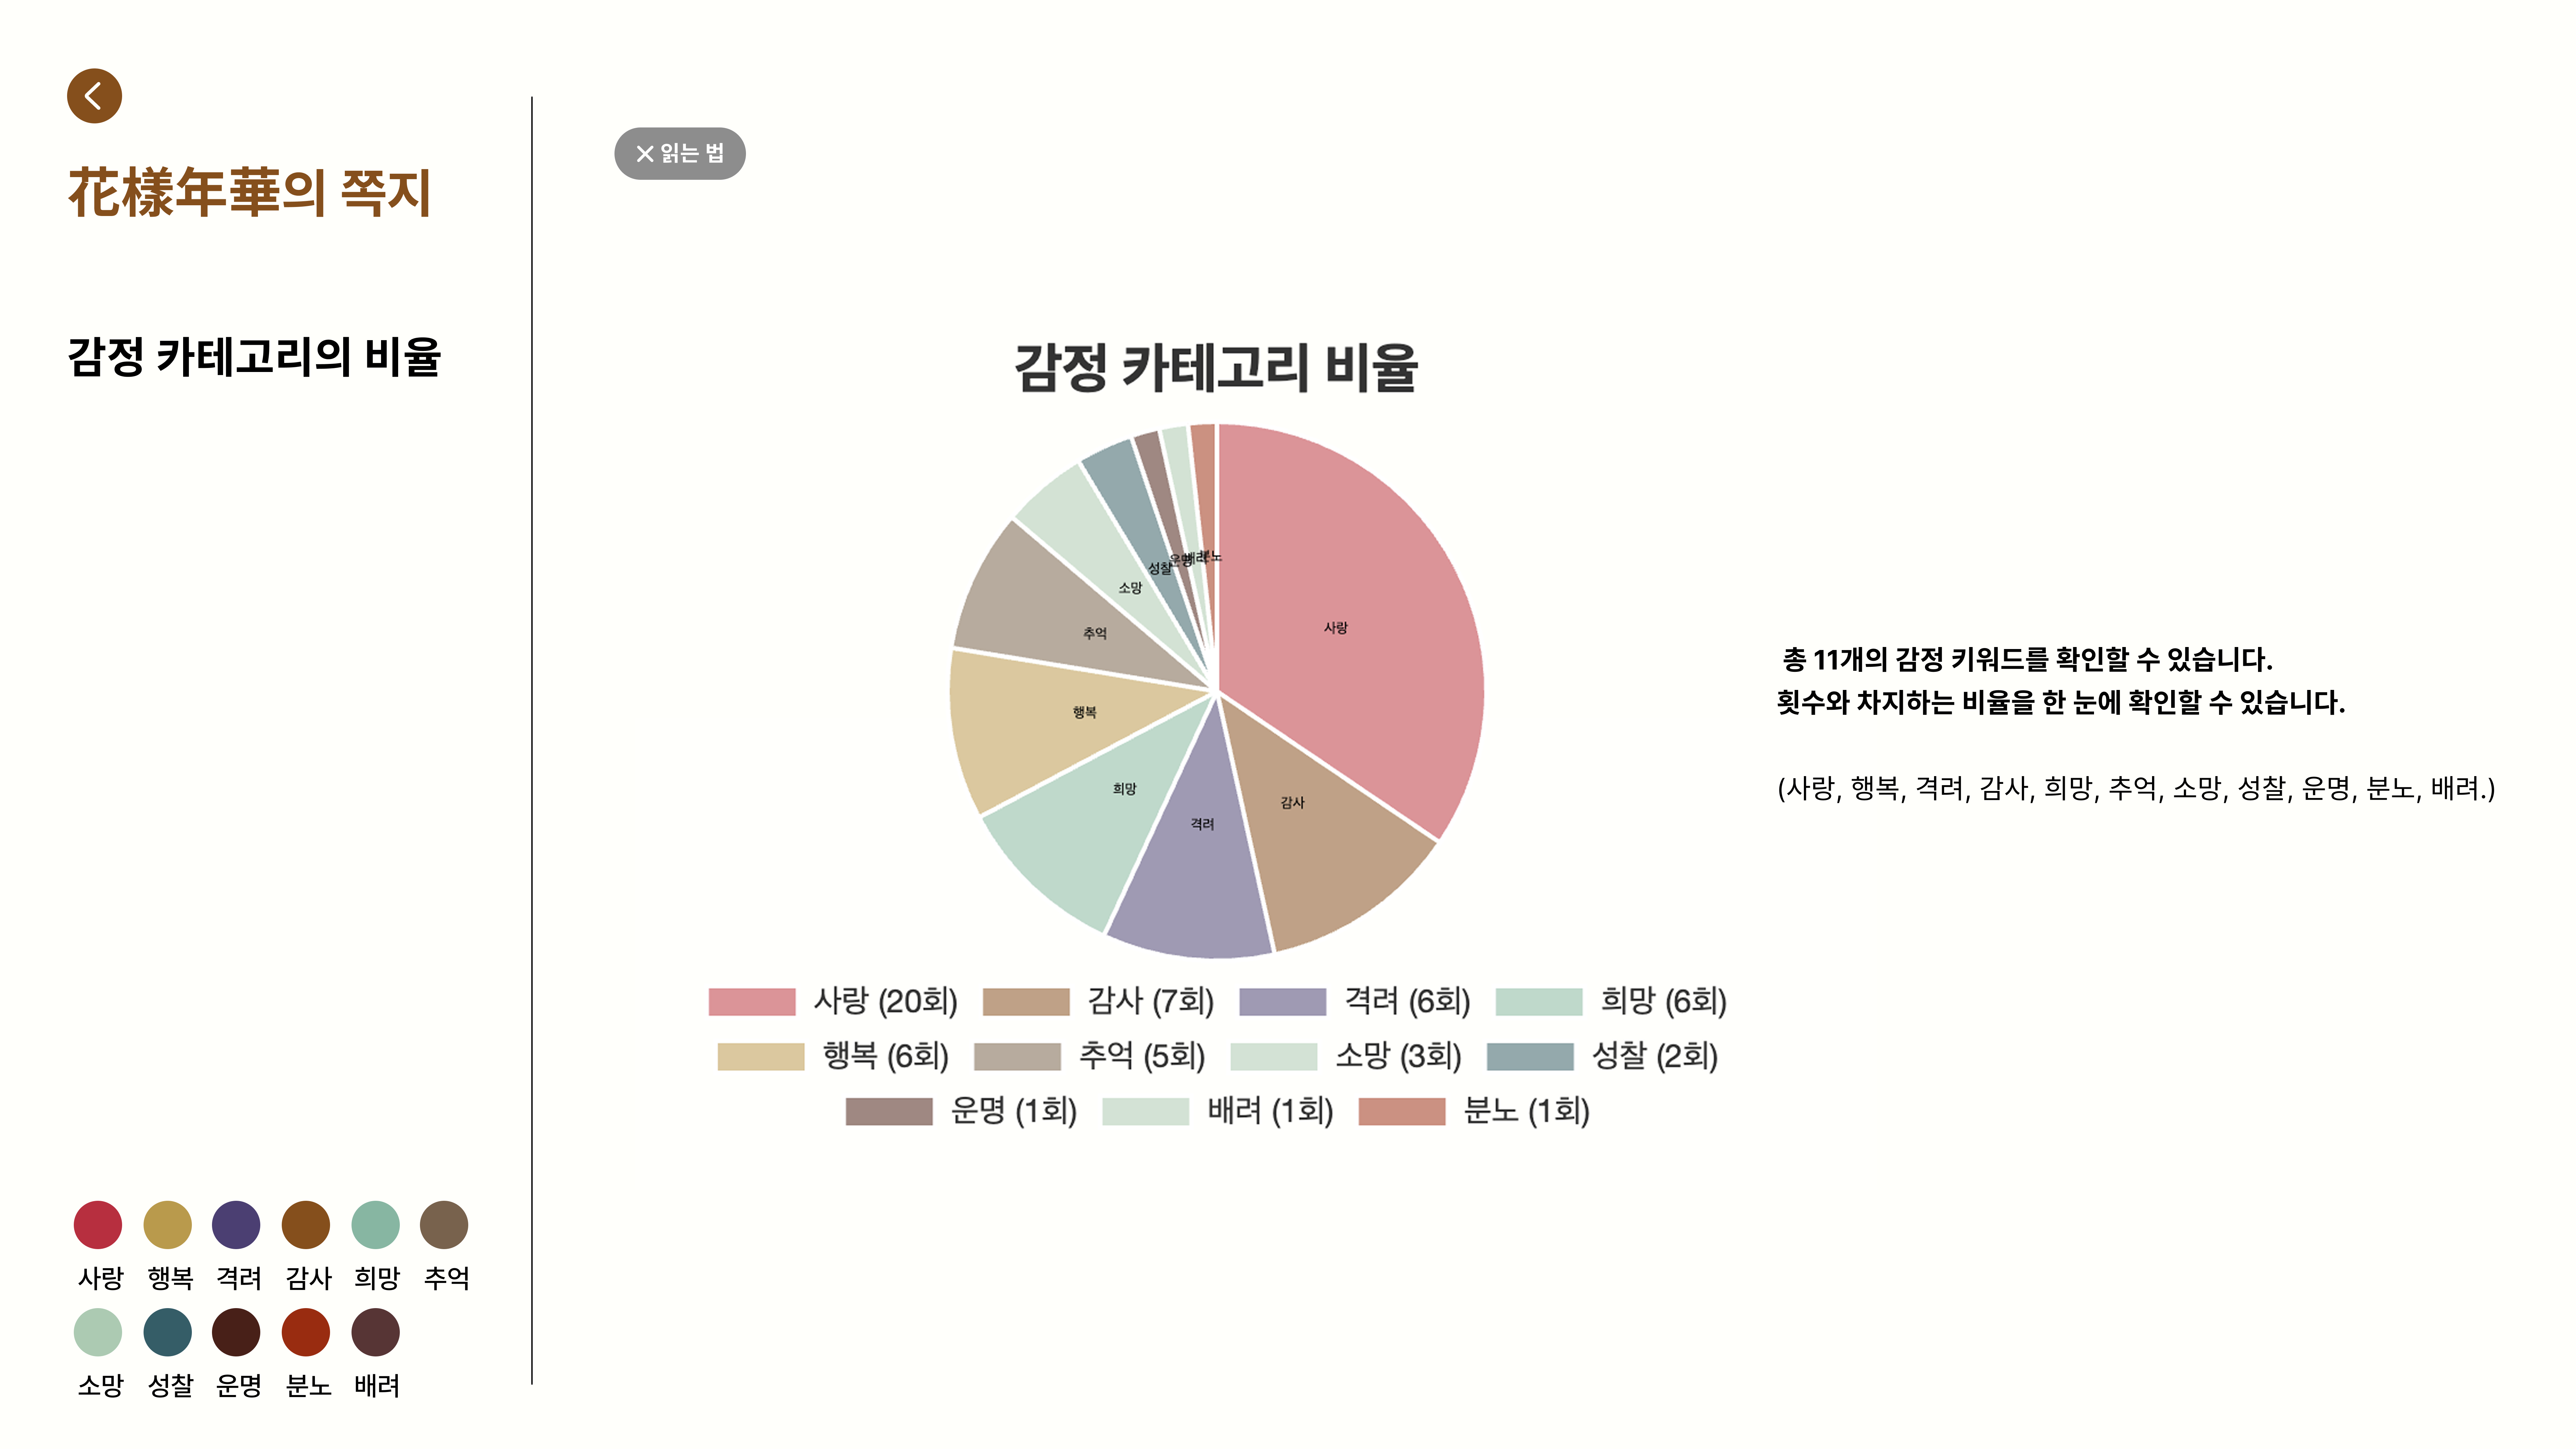 花樣年華의 쪽지
감정 카테고리의 비율
사랑 행복 격려 감사 희망 추억
소망 성찰 운명 분노 배려
읽는 법
감정 카테고리 비율
사랑
감사
격려
희망
행복
추억
소망
성찰
운명
배려
분노
사랑 (20회) 감사 (7회) 격려 (6회) 희망 (6회)
행복 (6회) 추억 (5회) 소망 (3회) 성찰 (2회)
운명 (1회) 배려 (1회) 분노 (1회)
총 11개의 감정 키워드를 확인할 수 있습니다.
횟수와 차지하는 비율을 한 눈에 확인할 수 있습니다.
(사랑, 행복, 격려, 감사, 희망, 추억, 소망, 성찰, 운명, 분노, 배려.)